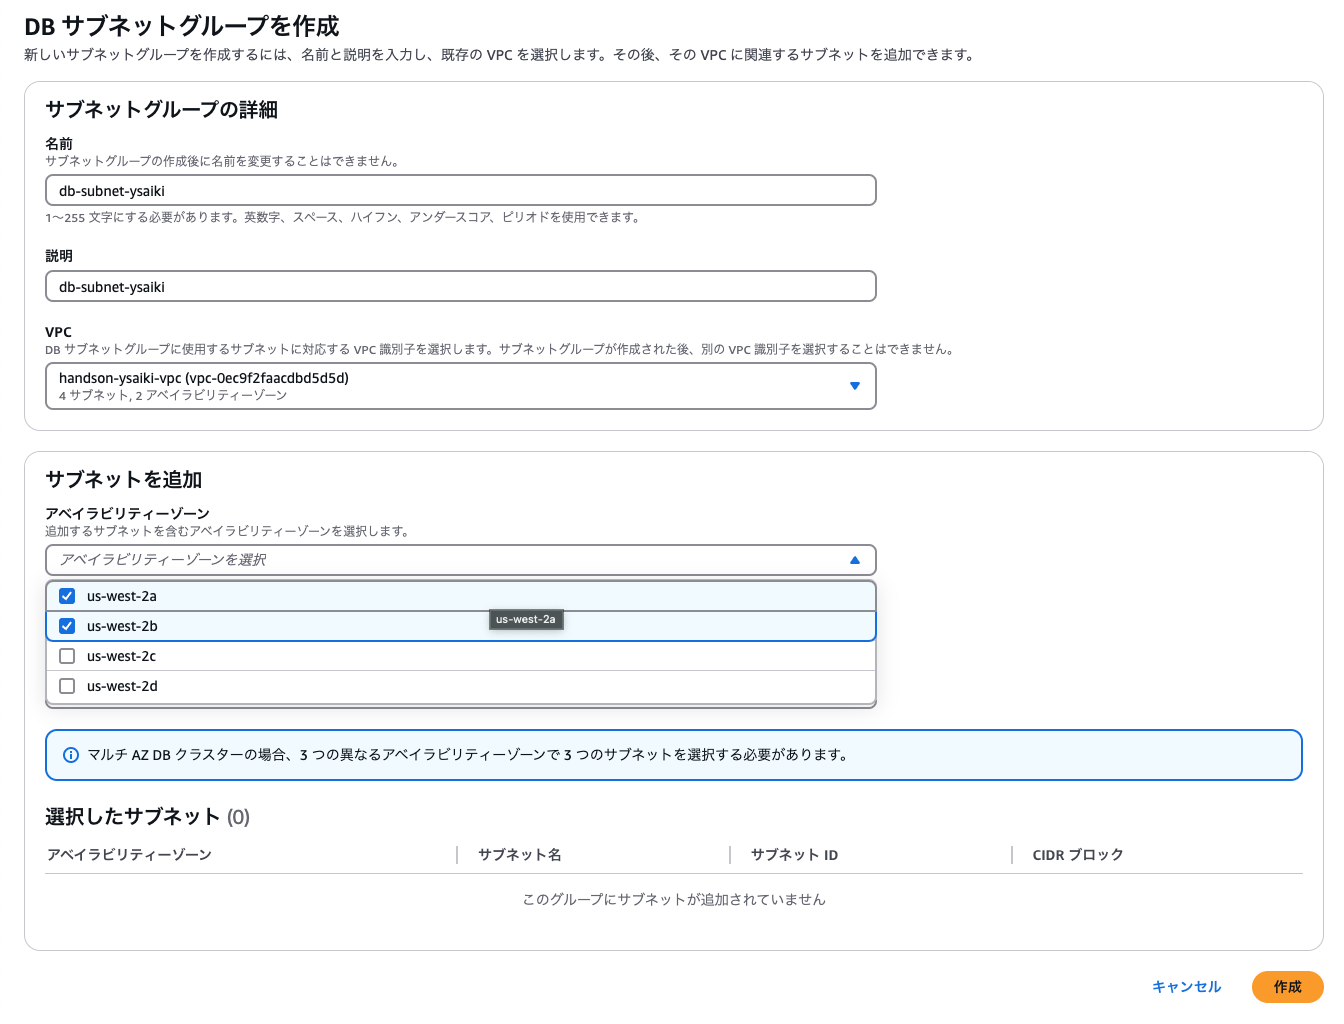 DB サブネットグループを作成
新しいサブネットグループを作成するには、名前と説明を入力し、既存の VPC を選択します。その後、その VPC に関連するサブネットを追加できます。
サブネットグループの詳細
名前
サブネットグループの作成後に名前を変更することはできません。
db-subnet-ysaiki
1～255 文字にする必要があります。英数字、スペース、ハイフン、アンダースコア、ピリオドを使用できます。
説明
db-subnet-ysaiki
VPC
DB サブネットグループに使用するサブネットに対応する VPC 識別子を選択します。サブネットグループが作成された後、別の VPC 識別子を選択することはできません。
handson-ysaiki-vpc (vpc-0ec9f2faacdbd5d5d)
4 サブネット, 2 アベイラビリティーゾーン
サブネットを追加
アベイラビリティーゾーン
追加するサブネットを含むアベイラビリティーゾーンを選択します。
アベイラビリティーゾーンを選択
us-west-2a
us-west-2a
us-west-2b
us-west-2c
us-west-2d
マルチ AZ DB クラスターの場合、3 つの異なるアベイラビリティーゾーンで 3 つのサブネットを選択する必要があります。
選択したサブネット (0)
アベイラビリティーゾーン サブネット名 サブネット ID CIDR ブロック
このグループにサブネットが追加されていません
キャンセル 作成